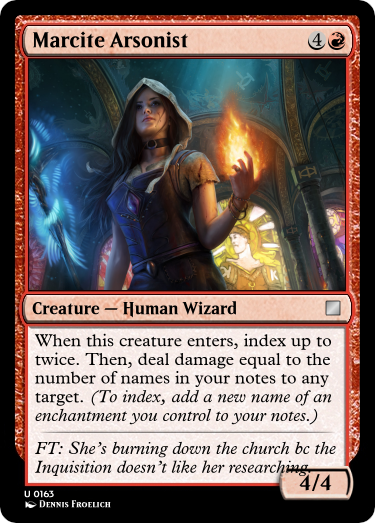 Marcite Arsonist 4
Creature — Human Wizard
When this creature enters, index up to
twice. Then, deal damage equal to the
number of names in your notes to any
target. (To index, add a new name of an
enchantment you control to your notes.)
FT: She's burning down the church bc the
Inquisition doesn't like her researching.
4/4
U 0163
Dennis Froelich